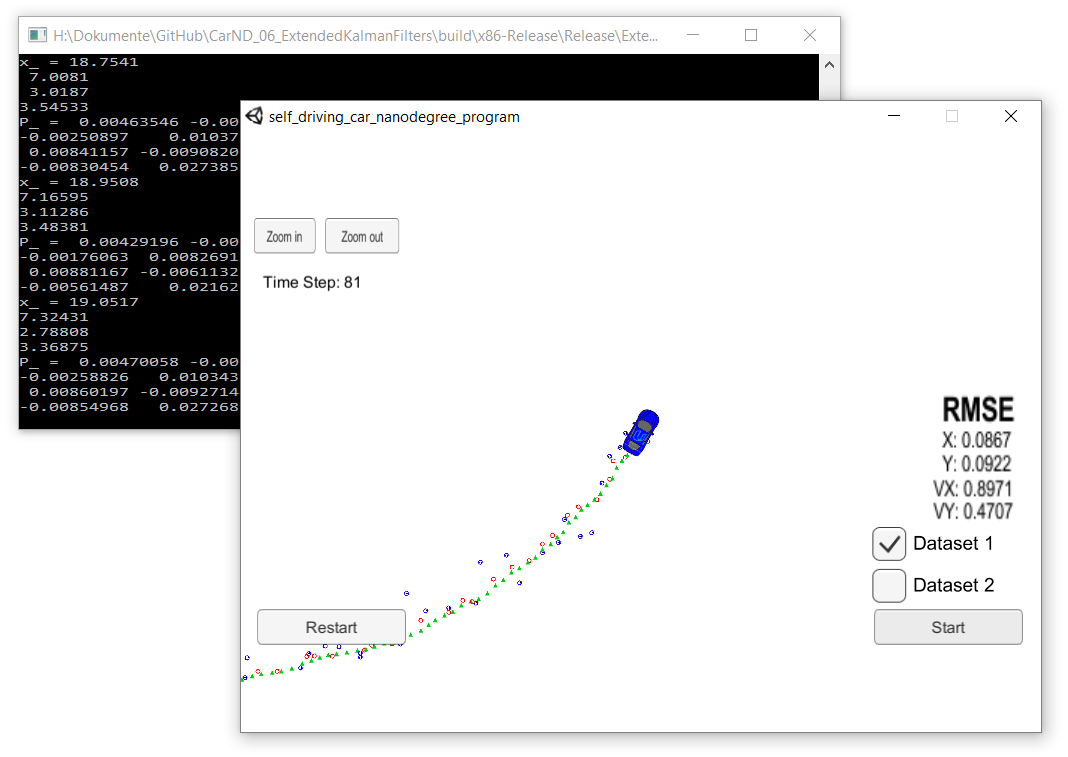 H:\Dokumente\GitHub\CarND_06_ExtendedKalmanFilters\build\x86-Release\Release\Exte...
x_ = 18.7541
7.0081
3.0187
3.54533
P_ = 0.00463546 -0.00
-0.00250897 0.01037
0.00841157 -0.0090820
-0.00830454 0.027385
x_ = 18.9508
7.16595
3.11286
3.48381
P_ = 0.00429196 -0.00
-0.00176063 0.0082691
0.00881167 -0.0061132
-0.00561487 0.02162
x_ = 19.0517
7.32431
2.78808
3.36875
P_ = 0.00470058 -0.00
-0.00258826 0.010343
0.00860197 -0.0092714
-0.00854968 0.027268
self_driving_car_nanodegree_program
Zoom in
Zoom out
Time Step: 81
RMSE
X: 0.0867
Y: 0.0922
VX: 0.8971
VY: 0.4707
Dataset 1
Dataset 2
Restart
Start